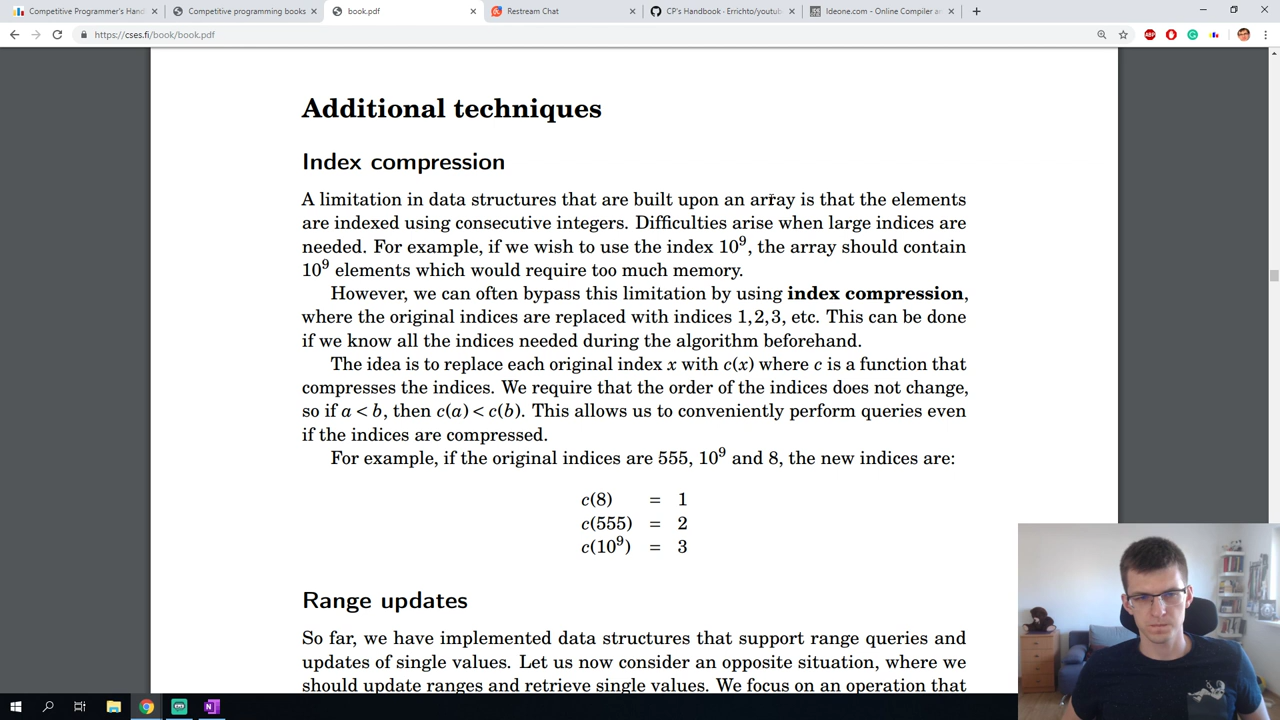 Competitive Programmer's Hand
Competitive programming books
book.pdf
Restream Chat
CP's Handbook · Errichto/youtub
Ideone.com - Online Compiler a
https://cses.fi/book/book.pdf
ABP
Additional techniques
Index compression
A limitation in data structures that are built upon an array is that the elements
are indexed using consecutive integers. Difficulties arise when large indices are
needed. For example, if we wish to use the index 10⁹, the array should contain
10⁹ elements which would require too much memory.
However, we can often bypass this limitation by using index compression,
where the original indices are replaced with indices 1,2,3, etc. This can be done
if we know all the indices needed during the algorithm beforehand.
The idea is to replace each original index x with c(x) where c is a function that
compresses the indices. We require that the order of the indices does not change,
so if a < b, then c(a) < c(b). This allows us to conveniently perform queries even
if the indices are compressed.
For example, if the original indices are 555, 10⁹ and 8, the new indices are:
c(8) = 1
c(555) = 2
c(10⁹) = 3
Range updates
So far, we have implemented data structures that support range queries and
updates of single values. Let us now consider an opposite situation, where we
should update ranges and retrieve single values. We focus on an operation that